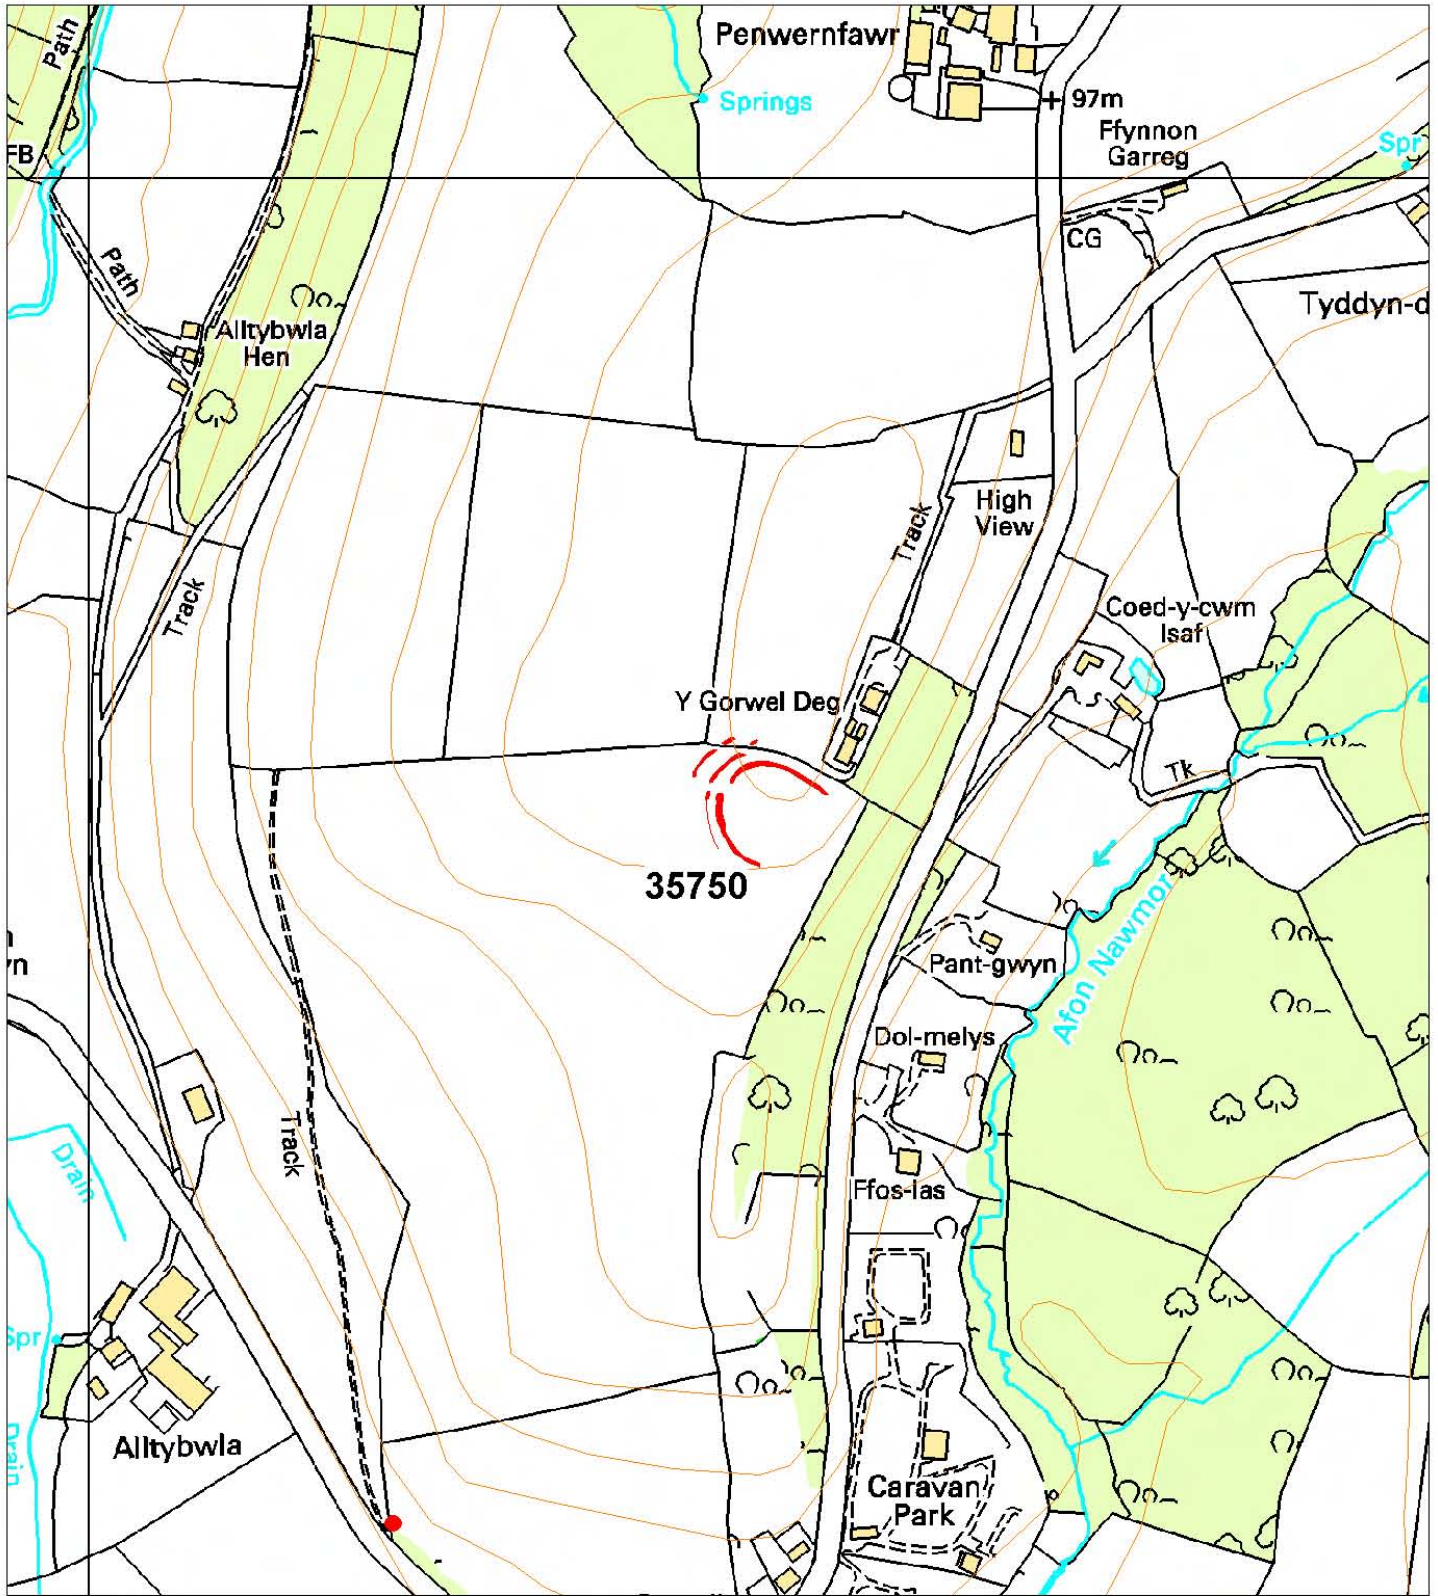 Path
Penwernfawr
Springs
97m
Ffynnon
Garreg
Spr
FB
CG
Path
Tyddyn-d
Alltybwla
Hen
High
View
Track
Track
Coed-y-cwm
Isaf
Y Gorwel Deg
Tk
35750
Afon Nawmor
Pant-gwyn
Dol-melys
Track
Drain
Ffos-las
Spr
Alltybwla
Drain
Caravan
Park